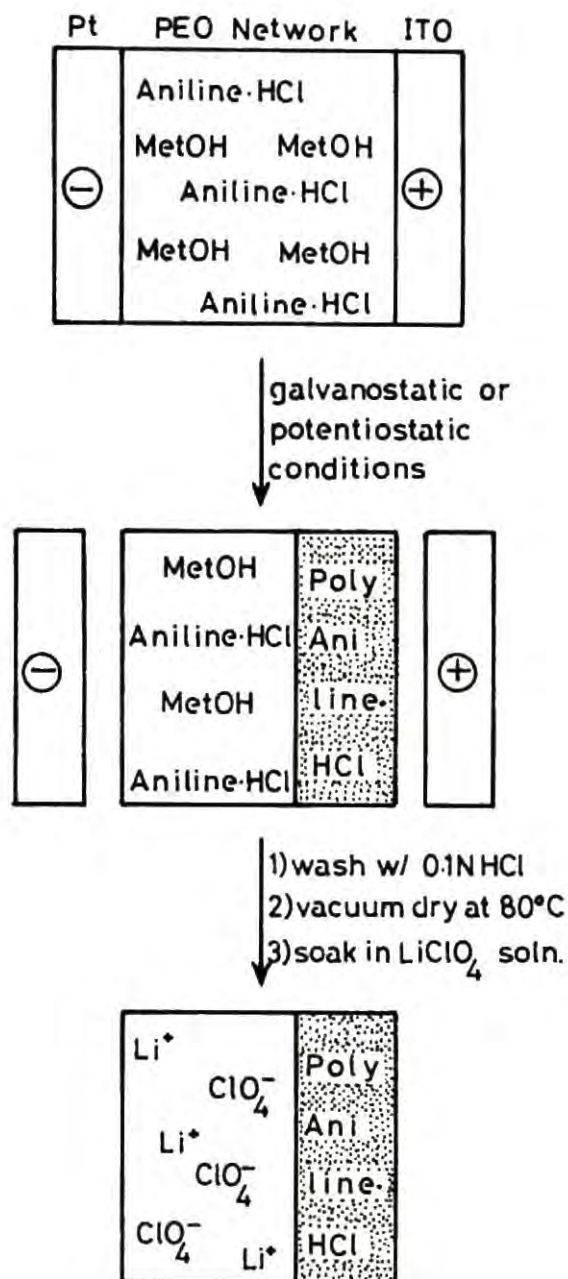 Pt PEO Network ITO
Aniline·HCl
MetOH MetOH
⊖ Aniline·HCl ⊕
MetOH MetOH
Aniline·HCl
galvanostatic or
potentiostatic
conditions
MetOH Poly
Aniline·HCl Ani
⊖ MetOH line· ⊕
Aniline·HCl HCl
1)wash w/ 0.1N HCl
2)vacuum dry at 80°C
3)soak in LiClO₄ soln.
Li⁺ Poly
ClO₄⁻ Ani
Li⁺
ClO₄⁻ line·
ClO₄⁻ Li⁺ HCl